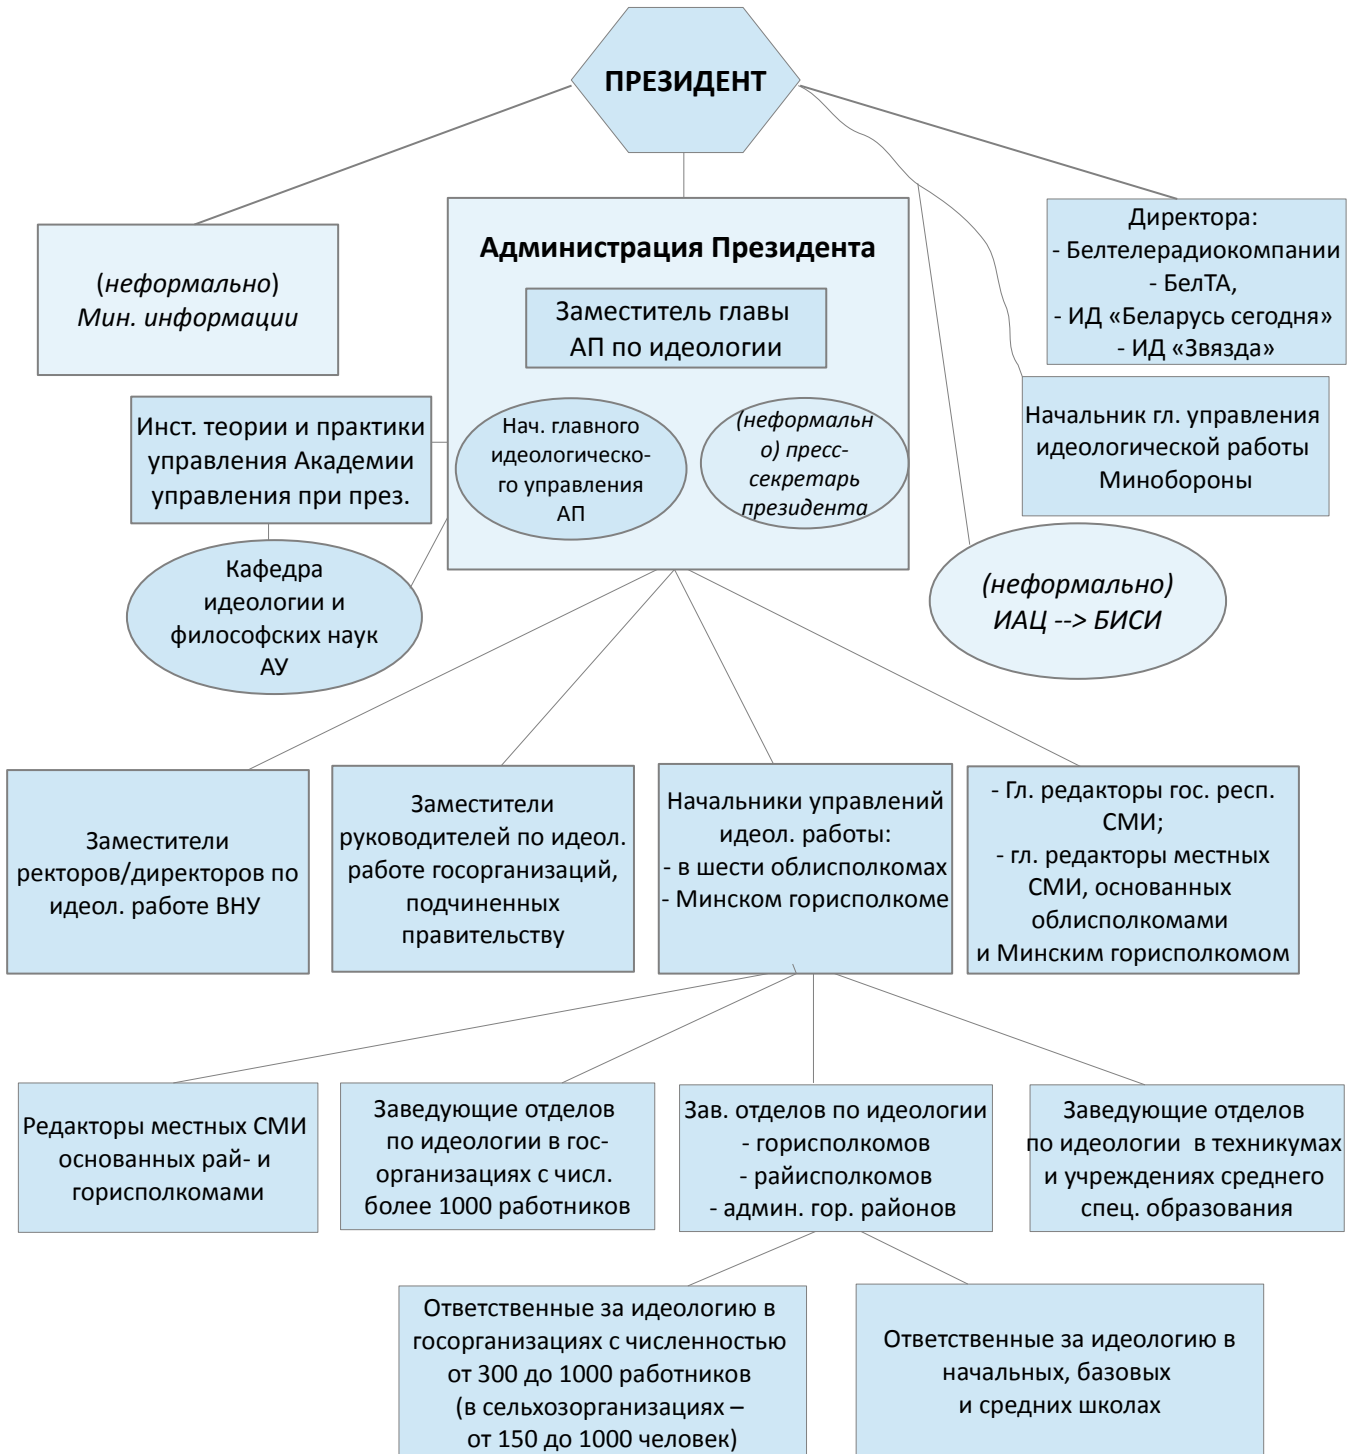 ПРЕЗИДЕНТ
(неформально)
Мин. информации
Администрация Президента
Заместитель главы
АП по идеологии
Нач. главного
идеологическо-
го управления
АП
(неформальн
о) пресс-
секретарь
президента
Директора:
- Белтелерадиокомпании
- БелТА,
- ИД «Беларусь сегодня»
- ИД «Звязда»
Инст. теории и практики
управления Академии
управления при през.
Начальник гл. управления
идеологической работы
Минобороны
Кафедра
идеологии и
философских наук
АУ
(неформально)
ИАЦ --> БИСИ
Заместители
ректоров/директоров по
идеол. работе ВНУ
Заместители
руководителей по идеол.
работе госорганизаций,
подчиненных
правительству
Начальники управлений
идеол. работы:
- в шести облисполкомах
- Минском горисполкоме
- Гл. редакторы гос. респ.
СМИ;
- гл. редакторы местных
СМИ, основанных
облисполкомами
и Минским горисполкомом
Редакторы местных СМИ
основанных рай- и
горисполкомами
Заведующие отделов
по идеологии в гос-
организациях с числ.
более 1000 работников
Зав. отделов по идеологии
- горисполкомов
- райисполкомов
- админ. гор. районов
Заведующие отделов
по идеологии  в техникумах
и учреждениях среднего
спец. образования
Ответственные за идеологию в
госорганизациях с численностью
от 300 до 1000 работников
(в сельхозорганизациях –
от 150 до 1000 человек)
Ответственные за идеологию в
начальных, базовых
и средних школах